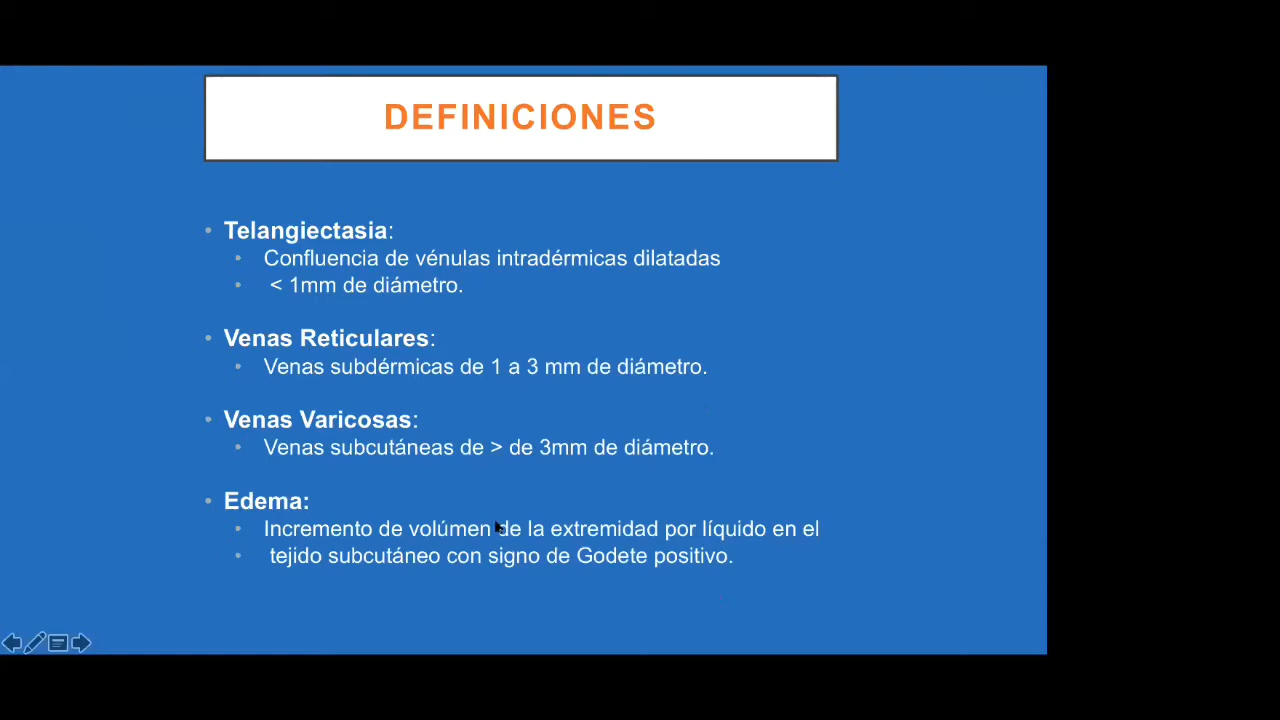 DEFINICIONES
• Telangiectasia:
• Confluencia de vénulas intradérmicas dilatadas
• < 1mm de diámetro.
• Venas Reticulares:
• Venas subdérmicas de 1 a 3 mm de diámetro.
• Venas Varicosas:
• Venas subcutáneas de > de 3mm de diámetro.
• Edema:
• Incremento de volúmen de la extremidad por líquido en el
• tejido subcutáneo con signo de Godete positivo.